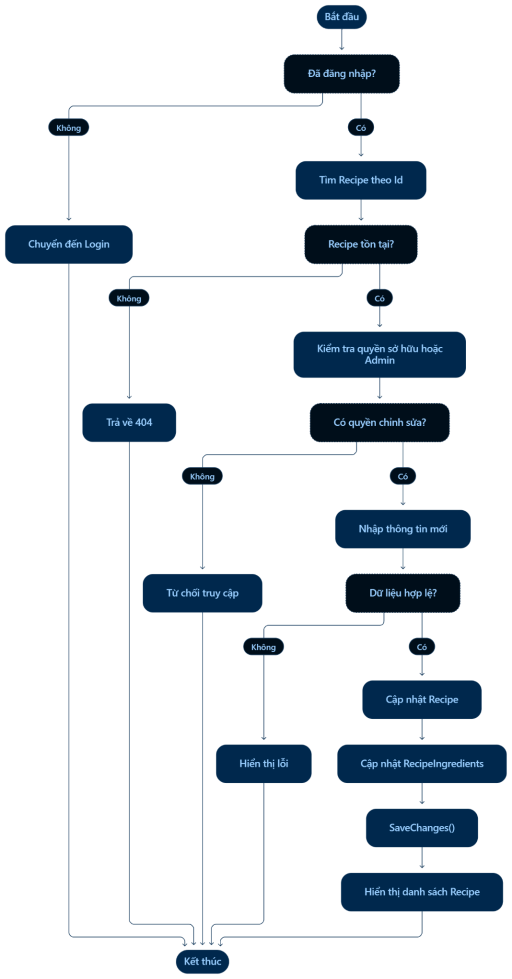 Bắt đầu
Đã đăng nhập?
Không
Có
Tìm Recipe theo Id
Chuyển đến Login
Recipe tồn tại?
Không
Có
Kiểm tra quyền sở hữu hoặc
Admin
Trả về 404
Có quyền chỉnh sửa?
Không
Có
Nhập thông tin mới
Từ chối truy cập
Dữ liệu hợp lệ?
Không
Có
Cập nhật Recipe
Hiển thị lỗi
Cập nhật RecipeIngredients
SaveChanges()
Hiển thị danh sách Recipe
Kết thúc